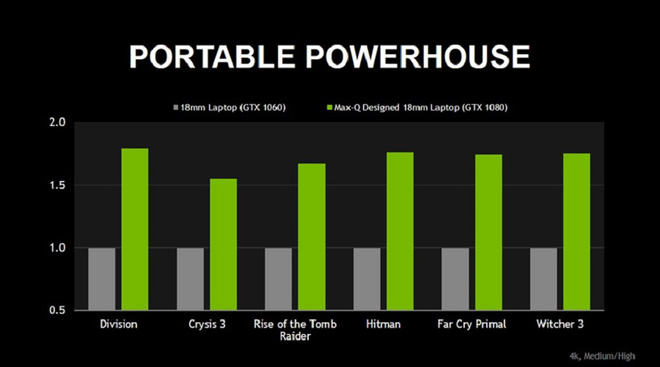 PORTABLE POWERHOUSE
18mm Laptop (GTX 1060) Max-Q Designed 18mm Laptop (GTX 1080)
2.0
1.5
1.0
0.5
Division Crysis 3 Rise of the Tomb Hitman Far Cry Primal Witcher 3
Raider
4k, Medium/High